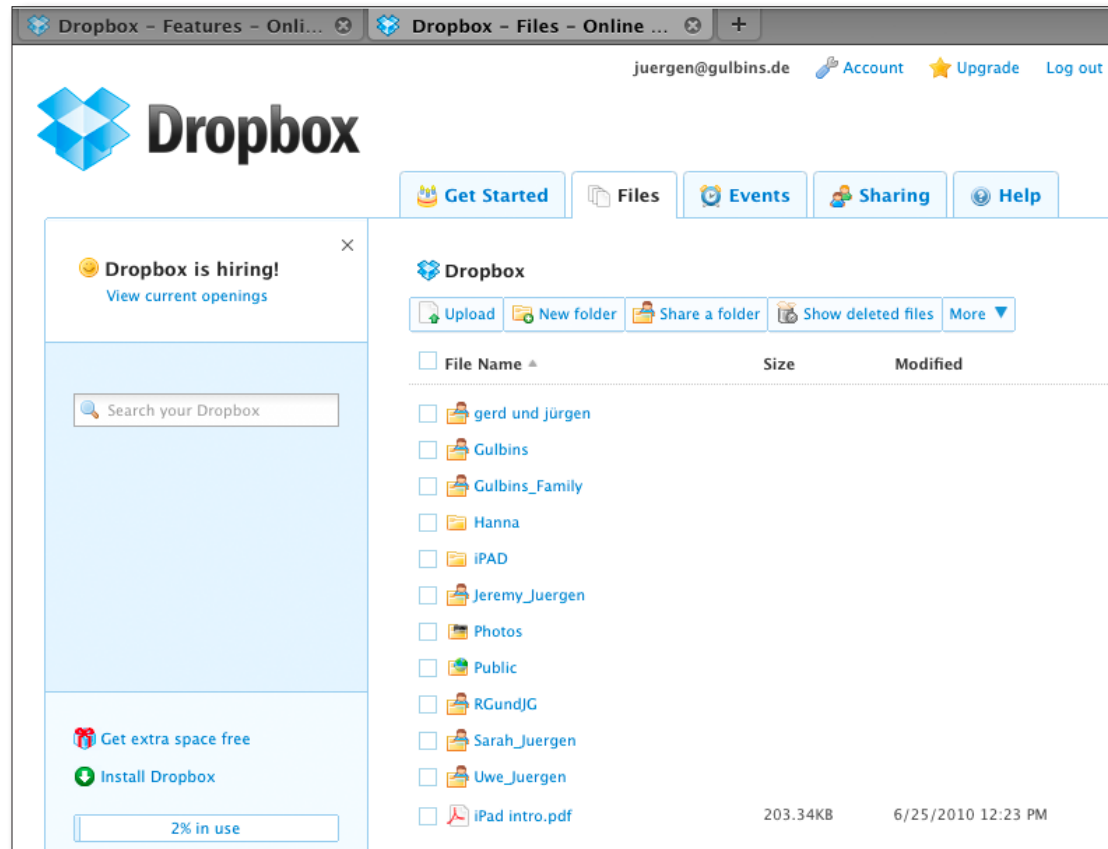 Dropbox – Features – Onli... Dropbox – Files – Online ... +
juergen@gulbins.de Account Upgrade Log out
Dropbox
Get Started Files Events Sharing Help
Dropbox is hiring!
View current openings
Search your Dropbox
Get extra space free
Install Dropbox
2% in use
Dropbox
Upload New folder Share a folder Show deleted files More
File Name Size Modified
gerd und jürgen
Gulbins
Gulbins_Family
Hanna
iPAD
Jeremy_Juergen
Photos
Public
RGundJG
Sarah_Juergen
Uwe_Juergen
iPad intro.pdf 203.34KB 6/25/2010 12:23 PM